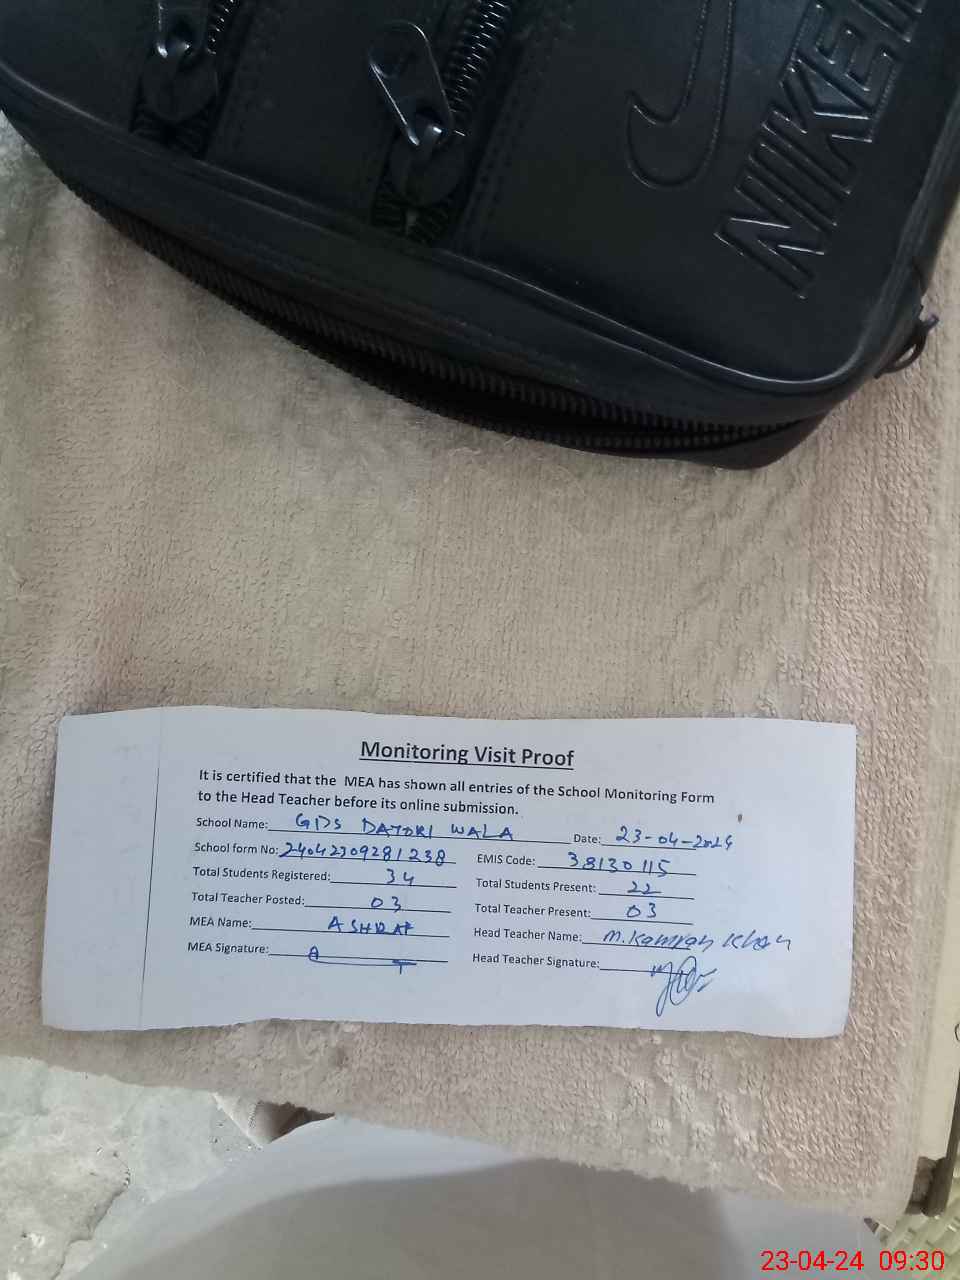 NIKE
Monitoring Visit Proof
It is certified that the MEA has shown all entries of the School Monitoring Form
to the Head Teacher before its online submission.
School Name: GPS DATORI WALA Date: 23-04-2024
School form No: 24042309281238 EMIS Code: 38130115
Total Students Registered: 34 Total Students Present: 22
Total Teacher Posted: 03 Total Teacher Present: 03
MEA Name: ASHRAF Head Teacher Name: M. Kamran Khan
MEA Signature: Head Teacher Signature:
23-04-24 09:30